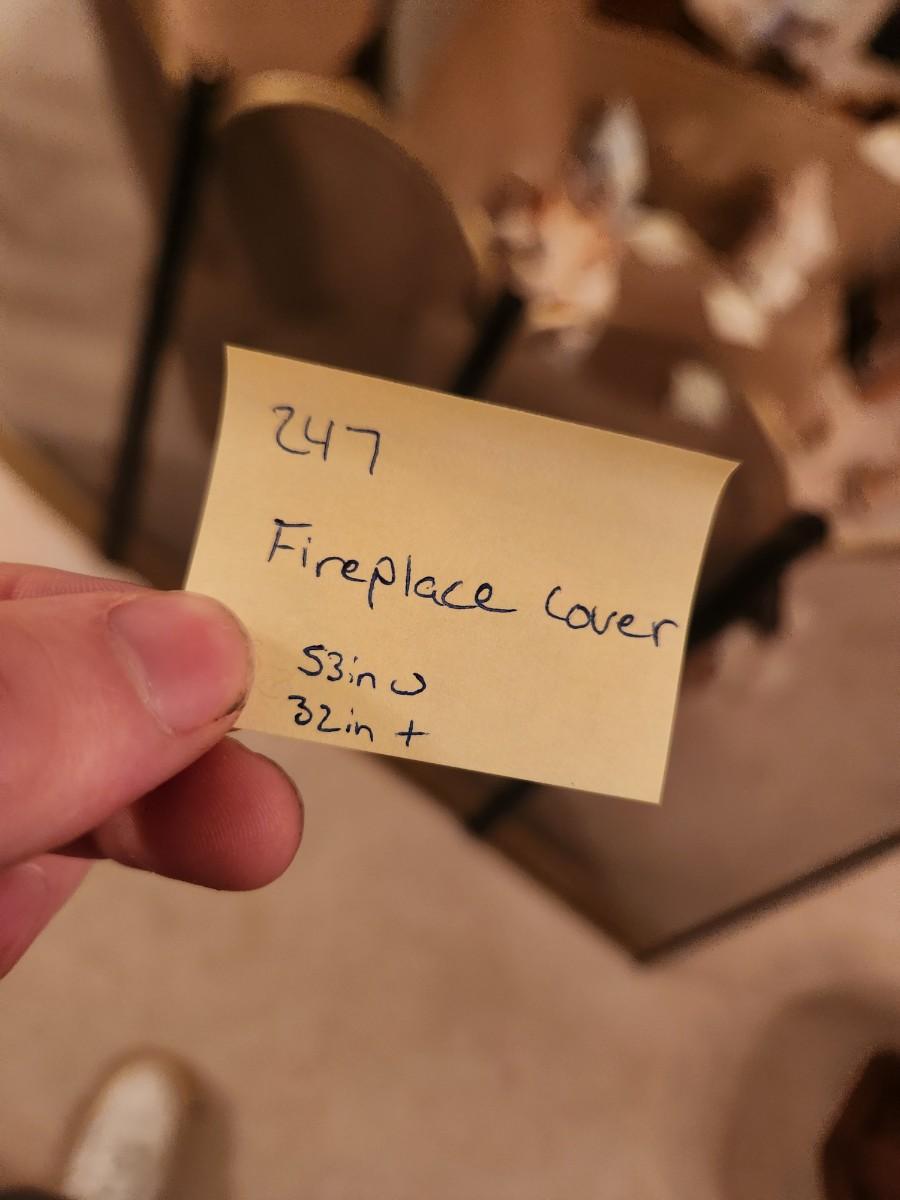 247
Fireplace Cover
53in w
32in t